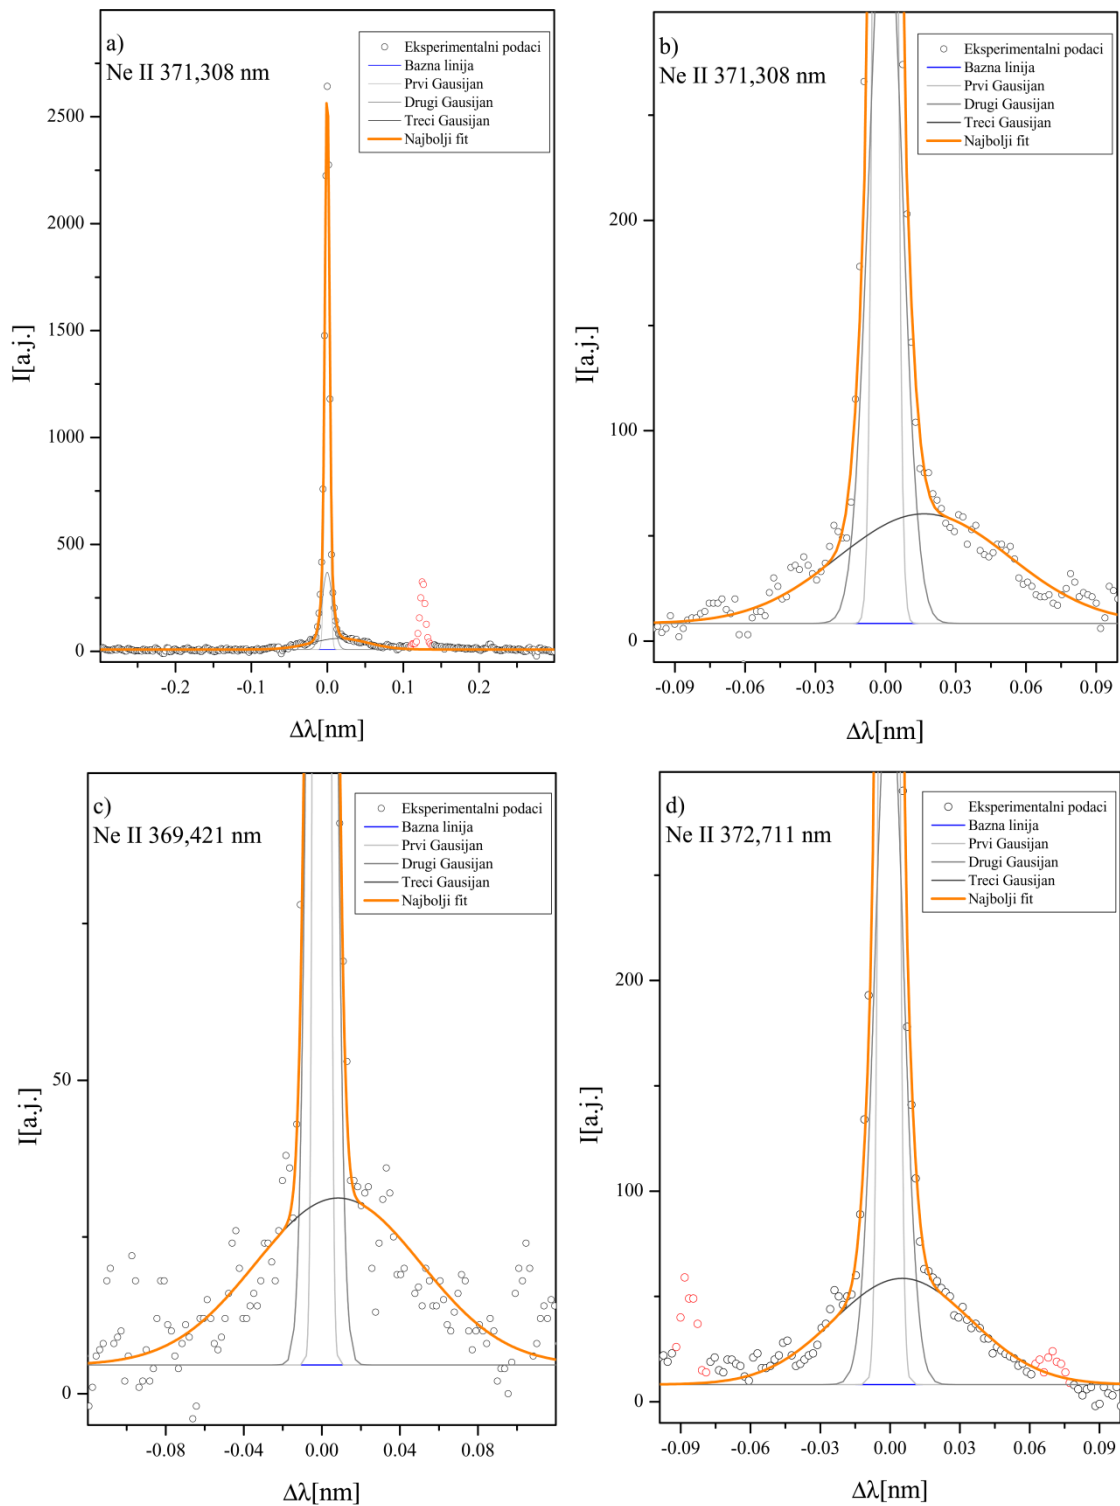 a)
Ne II 371,308 nm
Eksperimentalni podaci
Bazna linija
Prvi Gausijan
Drugi Gausijan
Treci Gausijan
Najbolji fit
I[a.j.]
2500
2000
1500
1000
500
0
-0.2
-0.1
0.0
0.1
0.2
Δλ[nm]
b)
Ne II 371,308 nm
Eksperimentalni podaci
Bazna linija
Prvi Gausijan
Drugi Gausijan
Treci Gausijan
Najbolji fit
I[a.j.]
200
100
0
-0.09
-0.06
-0.03
0.00
0.03
0.06
0.09
Δλ[nm]
c)
Ne II 369,421 nm
Eksperimentalni podaci
Bazna linija
Prvi Gausijan
Drugi Gausijan
Treci Gausijan
Najbolji fit
I[a.j.]
50
0
-0.08
-0.04
0.00
0.04
0.08
Δλ[nm]
d)
Ne II 372,711 nm
Eksperimentalni podaci
Bazna linija
Prvi Gausijan
Drugi Gausijan
Treci Gausijan
Najbolji fit
I[a.j.]
200
100
0
-0.09
-0.06
-0.03
0.00
0.03
0.06
0.09
Δλ[nm]